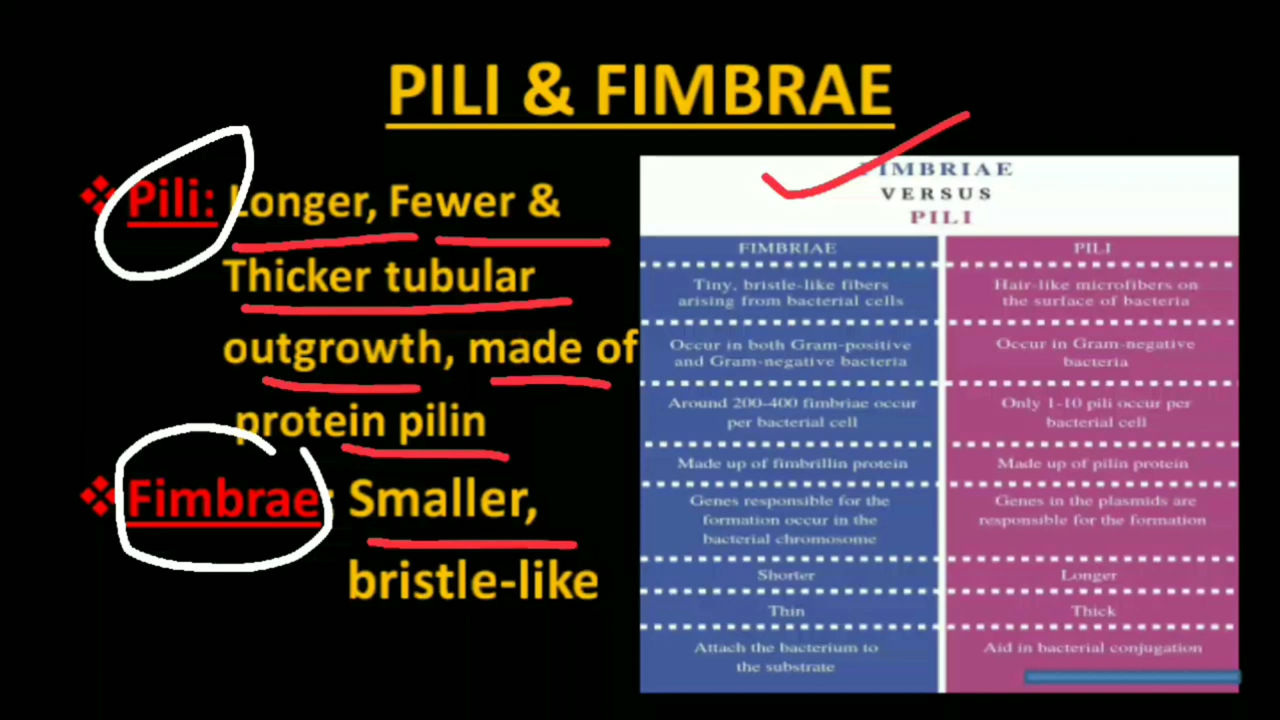 PILI & FIMBRAE
Pili: Longer, Fewer &
Thicker tubular
outgrowth, made of
protein pilin
Fimbrae: Smaller,
bristle-like
FIMBRIAE
VERSUS
PILI
FIMBRIAE
Tiny, bristle-like fibers
arising from bacterial cells
Occur in both Gram-positive
and Gram-negative bacteria
Around 200-400 fimbriae occur
per bacterial cell
Made up of fimbrillin protein
Genes responsible for the
formation occur in the
bacterial chromosome
Shorter
Thin
Attach the bacterium to
the substrate
PILI
Hair-like microfibers on
the surface of bacteria
Occur in Gram-negative
bacteria
Only 1-10 pili occur per
bacterial cell
Made up of pilin protein
Genes in the plasmids are
responsible for the formation
Longer
Thick
Aid in bacterial conjugation